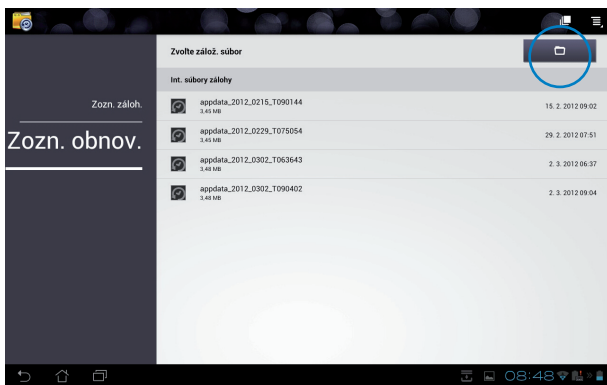 Zvoľte zálož. súbor
Int. súbory zálohy
Zozn. záloh.
Zozn. obnov.
appdata_2012_0215_T090144
3,45 MB
15. 2. 2012 09:02
appdata_2012_0229_T075054
3,45 MB
29. 2. 2012 07:51
appdata_2012_0302_T063643
3,48 MB
2. 3. 2012 06:37
appdata_2012_0302_T090402
3,48 MB
2. 3. 2012 09:04
08:48